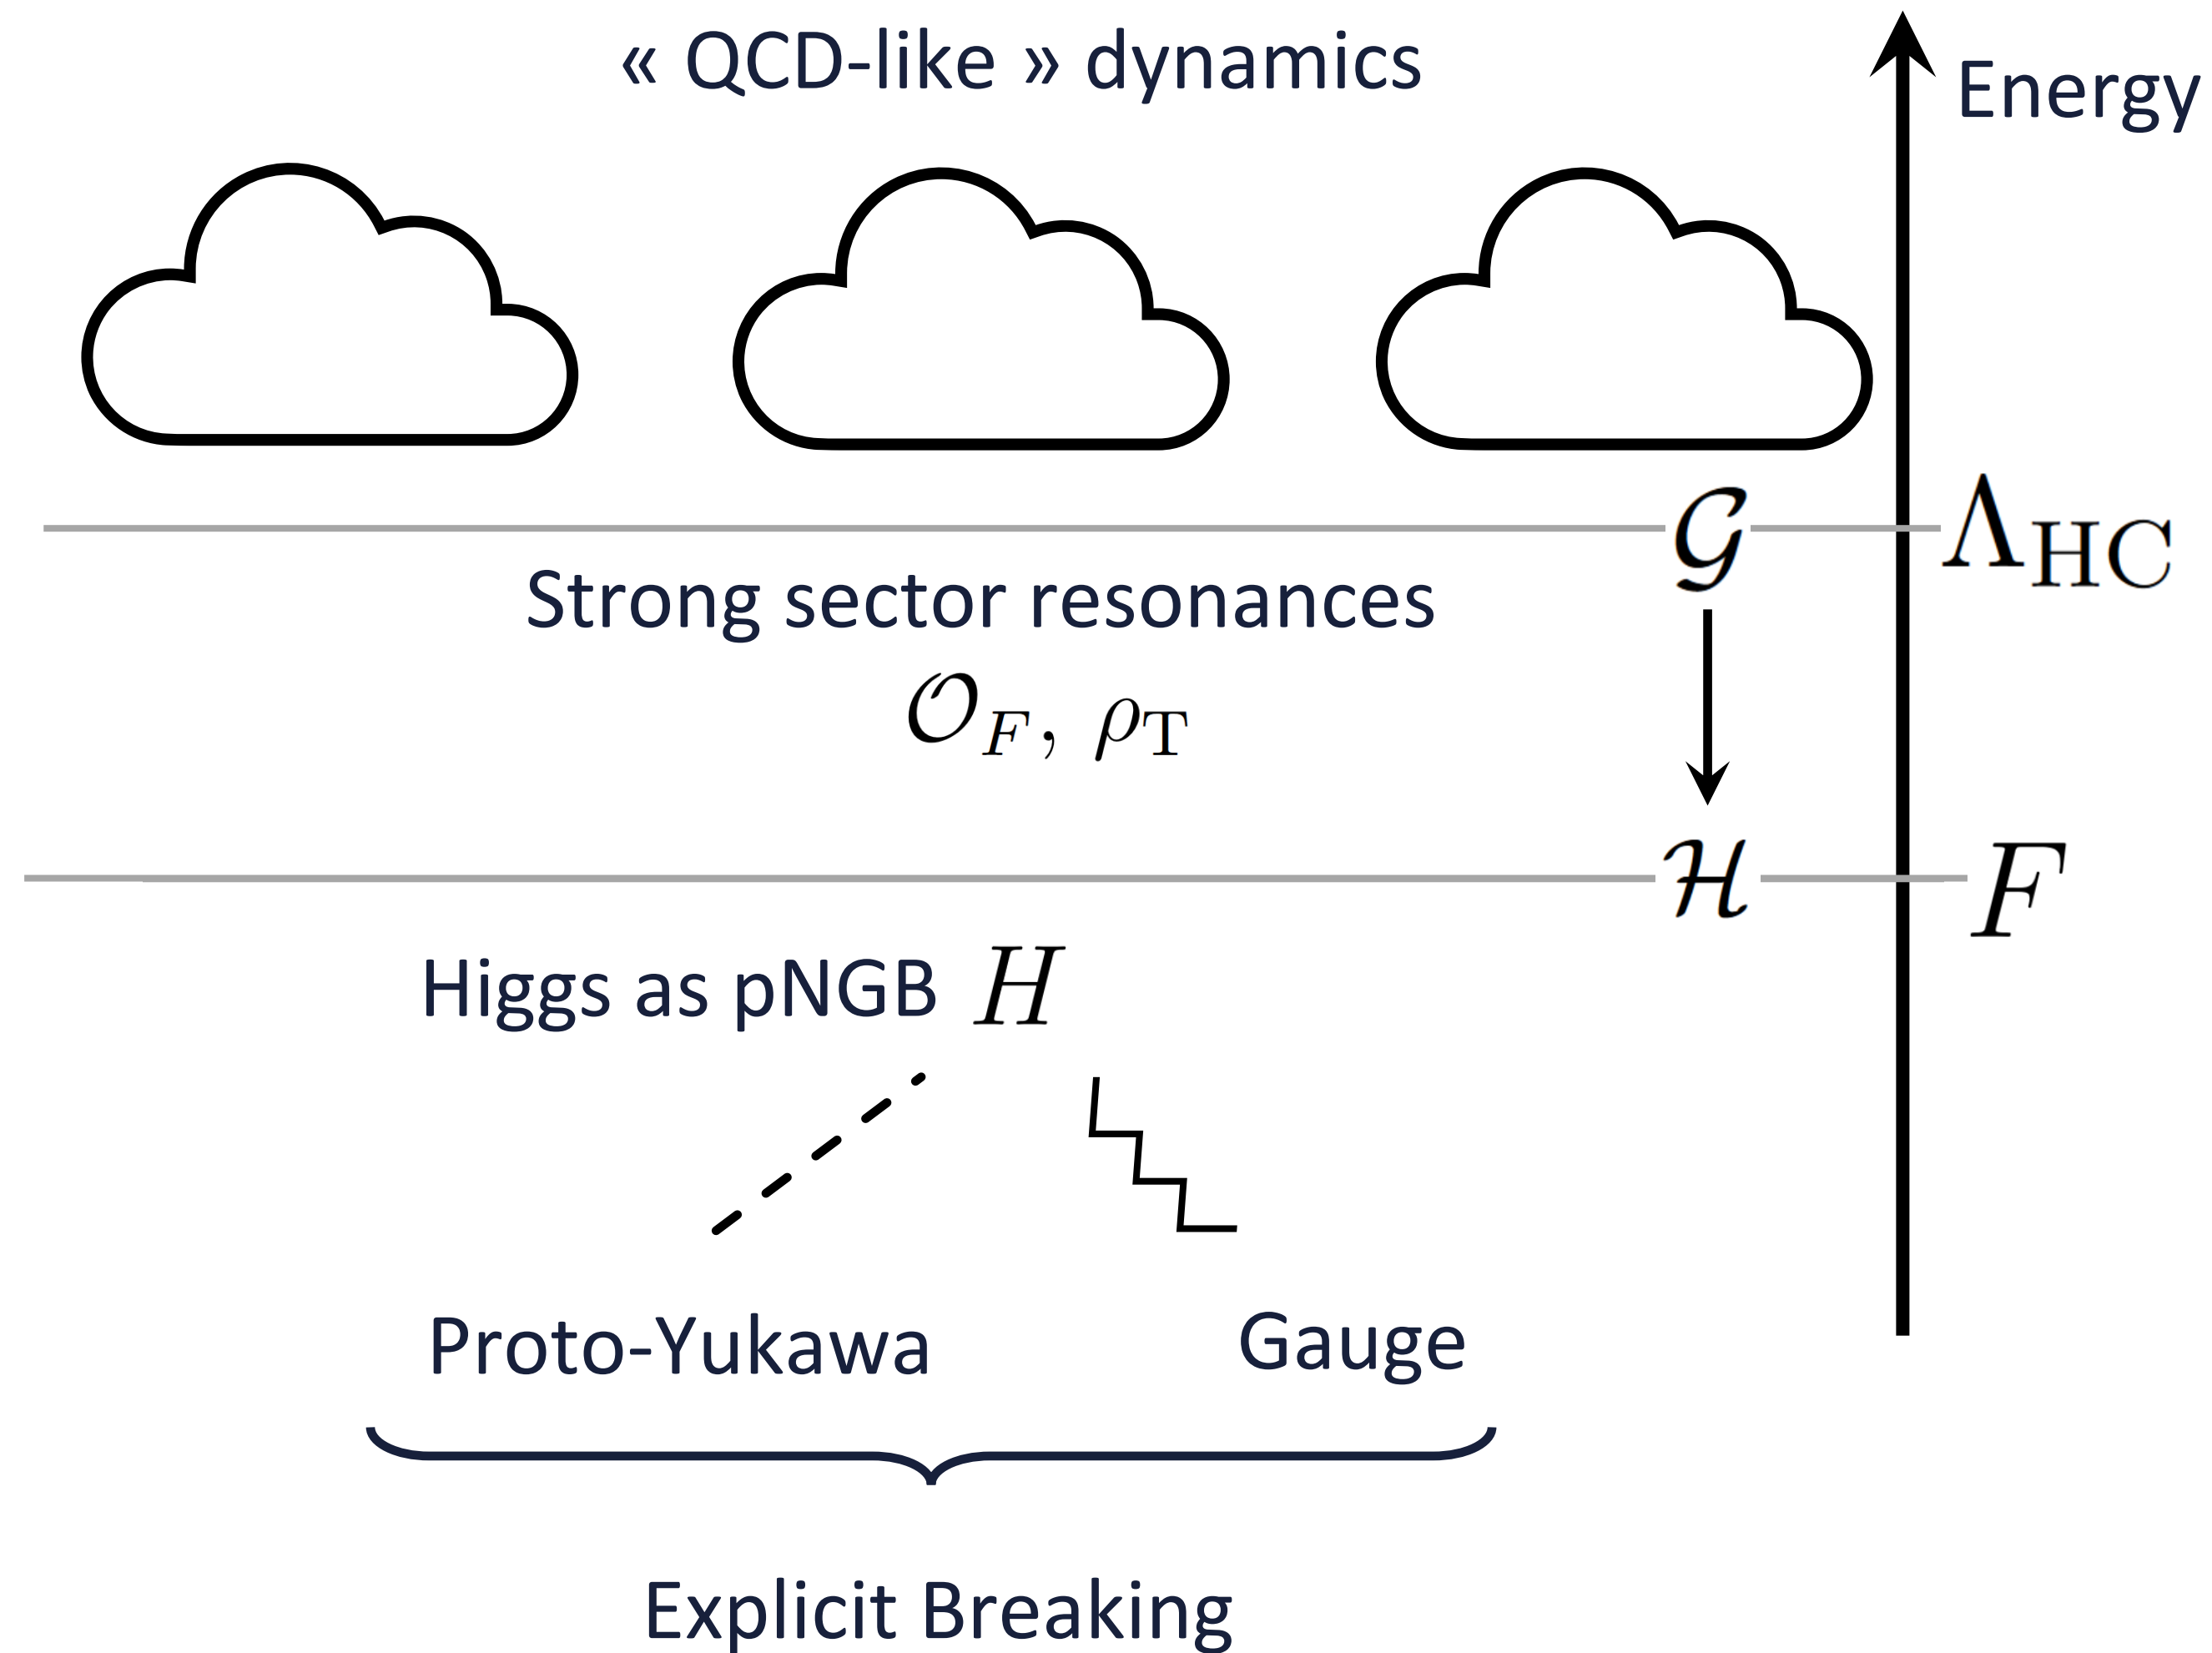 « QCD-like » dynamics
Energy
𝒢
Λ_HC
Strong sector resonances
𝒪_F, ρ_T
ℋ
F
Higgs as pNGB H
Proto-Yukawa
Gauge
Explicit Breaking